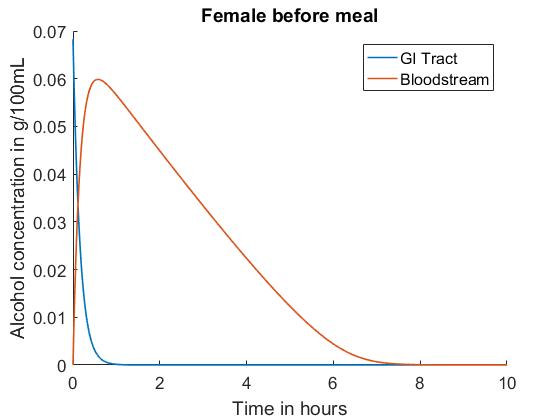 Female before meal
GI Tract
Bloodstream
Alcohol concentration in g/100mL
0.07
0.06
0.05
0.04
0.03
0.02
0.01
0
0 2 4 6 8 10
Time in hours